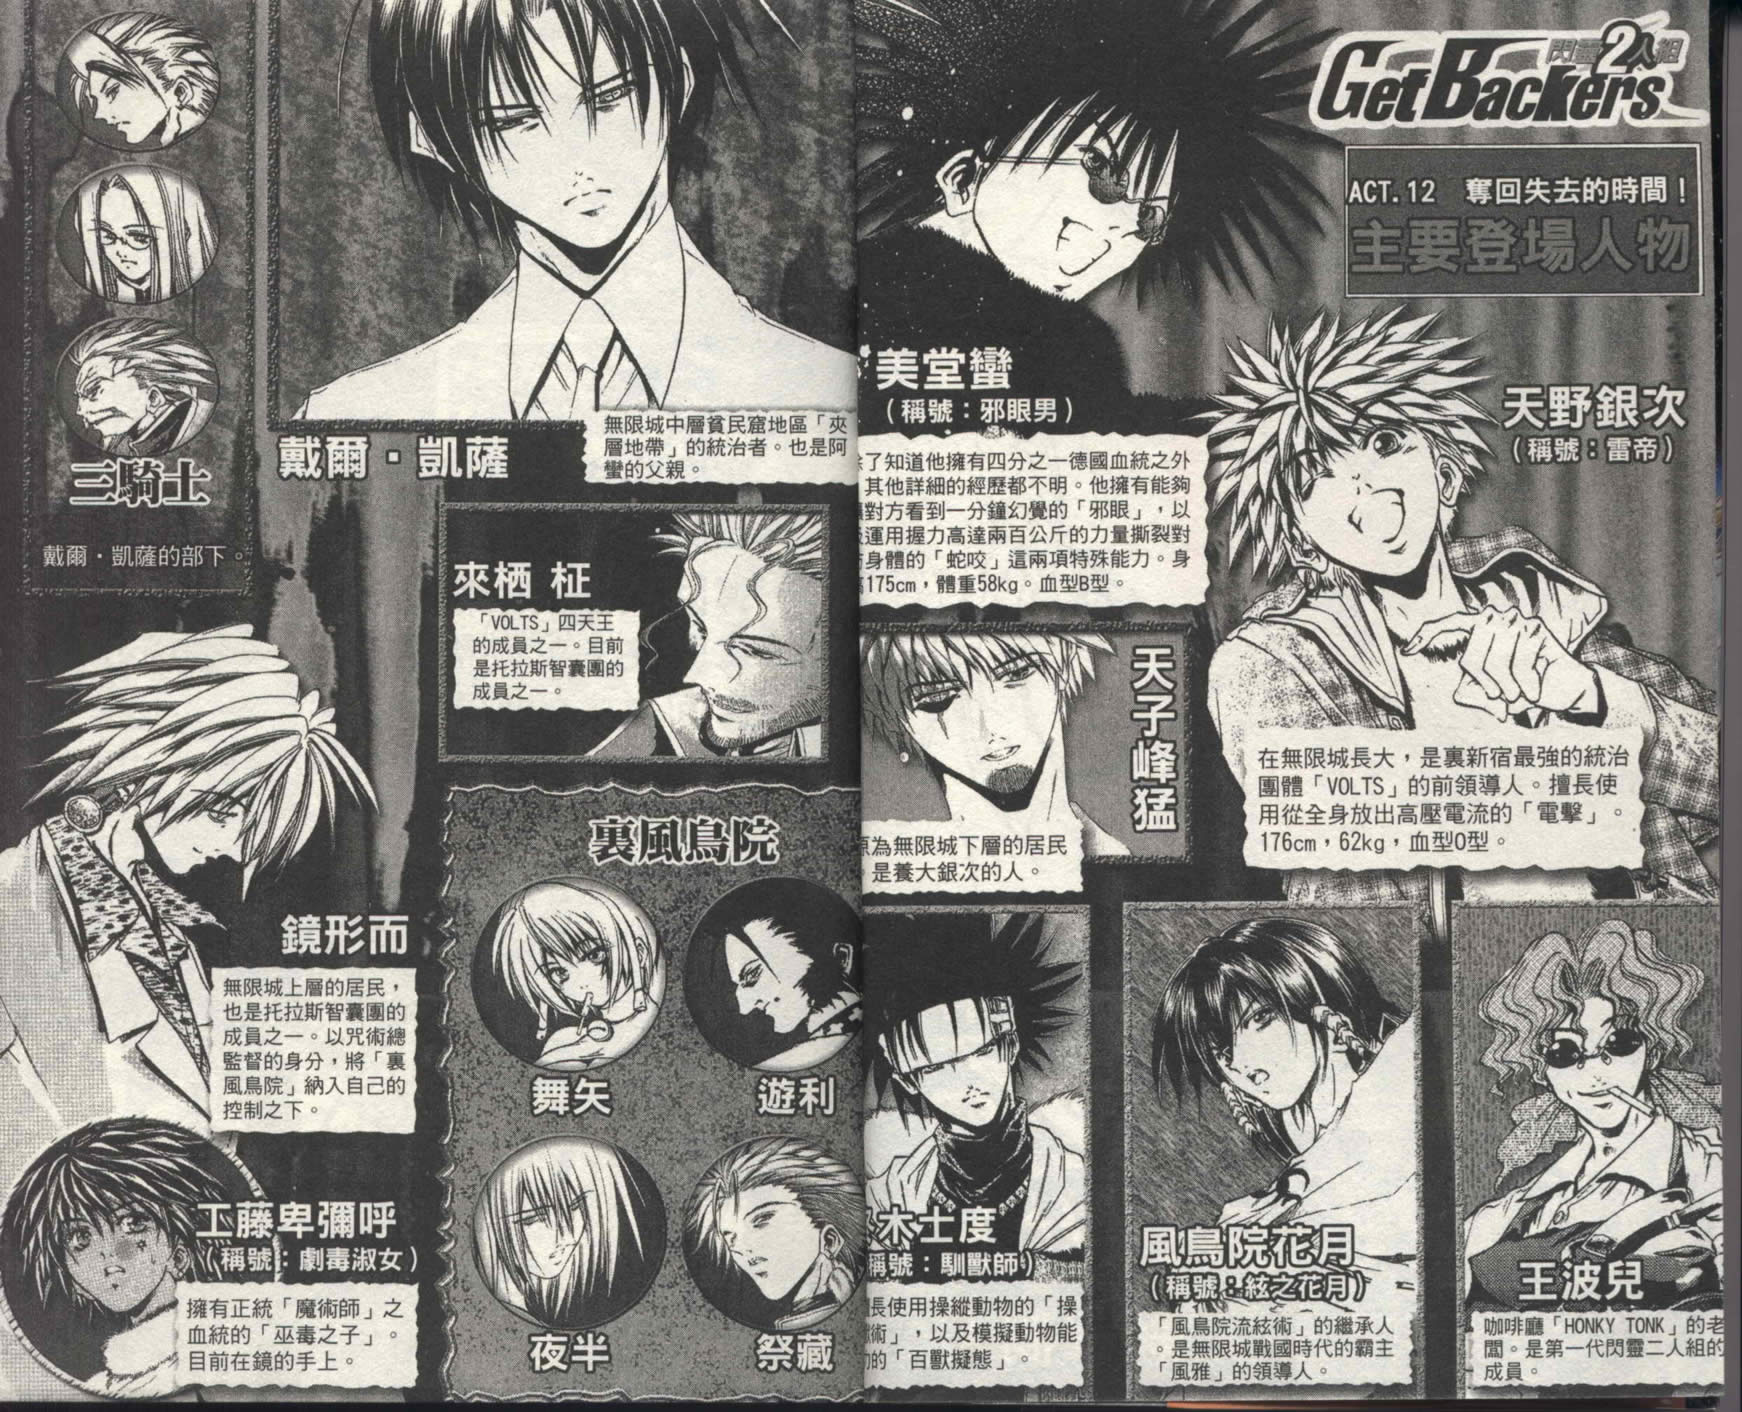 GetBackers
閃靈2人組
ACT.12 奪回失去的時間！
主要登場人物
天野銀次
（稱號：雷帝）
在無限城長大，是裏新宿最強的統治
團體「VOLTS」的前領導人。擅長使
用從全身放出高壓電流的「電擊」。
176cm，62kg，血型O型。
美堂蠻
（稱號：邪眼男）
了知道他擁有四分之一德國血統之外
其他詳細的經歷都不明。他擁有能夠
對方看到一分鐘幻覺的「邪眼」，以
運用握力高達兩百公斤的力量撕裂對
身體的「蛇咬」這兩項特殊能力。身
175cm，體重58kg。血型B型。
天子峰猛
為無限城下層的居民
。是養大銀次的人。
王波兒
咖啡廳「HONKY TONK」的老
闆。是第一代閃靈二人組的
成員。
風鳥院花月
（稱號：絃之花月）
「風鳥院流絃術」的繼承人
。是無限城戰國時代的霸主
「風雅」的領導人。
木士度
稱號：馴獸師）
長使用操縱動物的「操
術」，以及模擬動物能
的「百獸擬態」。
戴爾・凱薩
無限城中層貧民窟地區「夾
層地帶」的統治者。也是阿
蠻的父親。
三騎士
戴爾・凱薩的部下。
來栖 柾
「VOLTS」四天王
的成員之一。目前
是托拉斯智囊團的
成員之一。
裏風鳥院
舞矢
遊利
夜半
祭藏
鏡形而
無限城上層的居民，
也是托拉斯智囊團的
成員之一。以咒術總
監督的身分，將「裏
風鳥院」納入自己的
控制之下。
工藤卑彌呼
（稱號：劇毒淑女）
擁有正統「魔術師」之
血統的「巫毒之子」。
目前在鏡的手上。